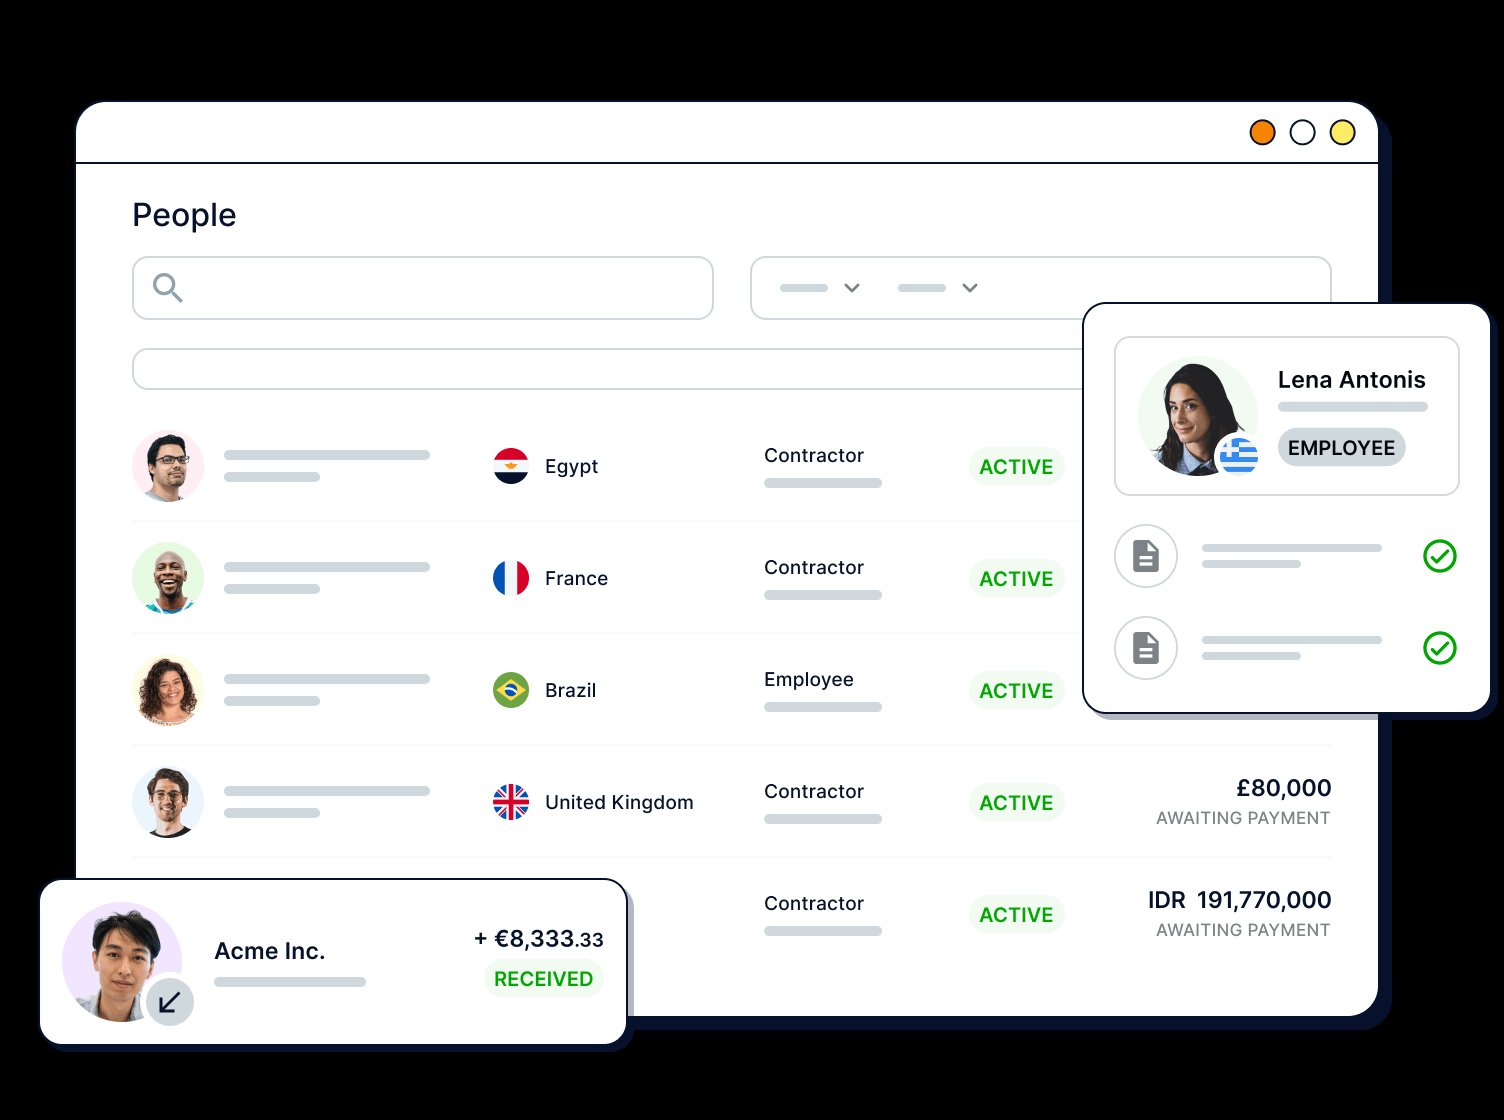 People
Egypt
Contractor
ACTIVE
France
Contractor
ACTIVE
Brazil
Employee
ACTIVE
United Kingdom
Contractor
ACTIVE
£80,000
AWAITING PAYMENT
Contractor
ACTIVE
IDR 191,770,000
AWAITING PAYMENT
Lena Antonis
EMPLOYEE
Acme Inc.
+ €8,333.33
RECEIVED